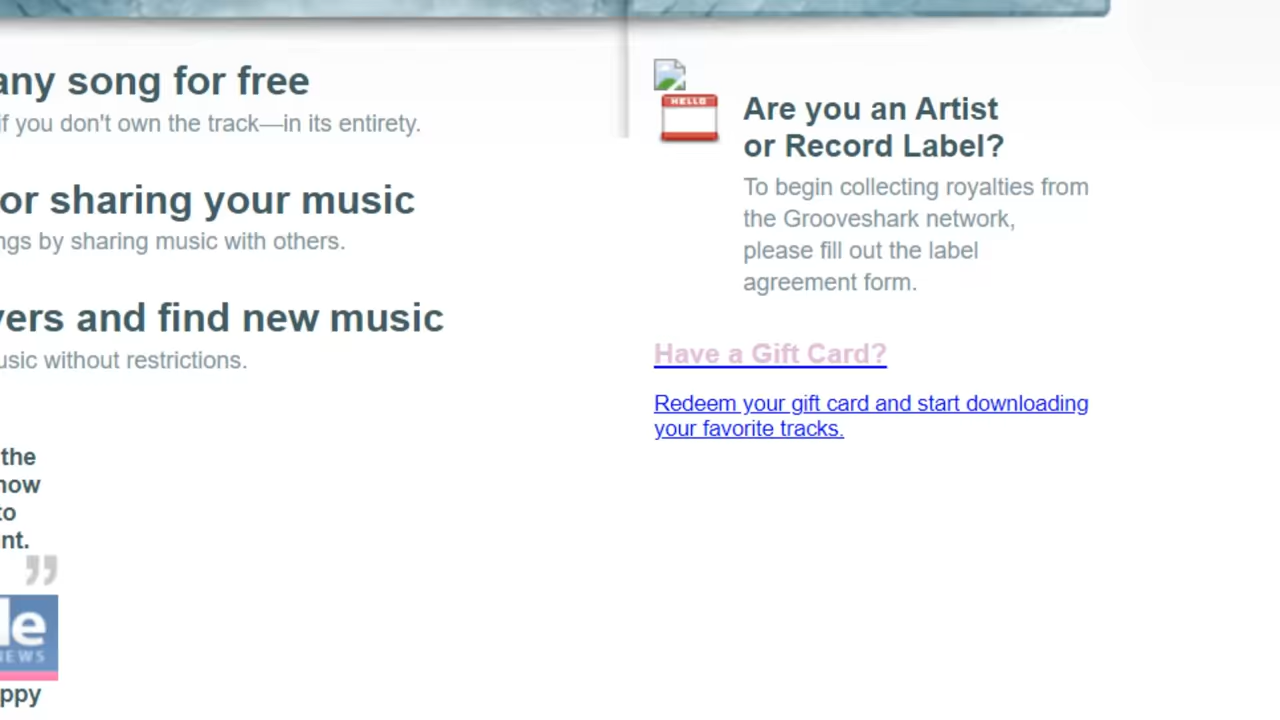 any song for free
if you don't own the track—in its entirety.
or sharing your music
ngs by sharing music with others.
vers and find new music
usic without restrictions.
the
now
to
nt.
”
le
NEWS
ppy
HELLO
Are you an Artist
or Record Label?
To begin collecting royalties from
the Grooveshark network,
please fill out the label
agreement form.
Have a Gift Card?
Redeem your gift card and start downloading
your favorite tracks.